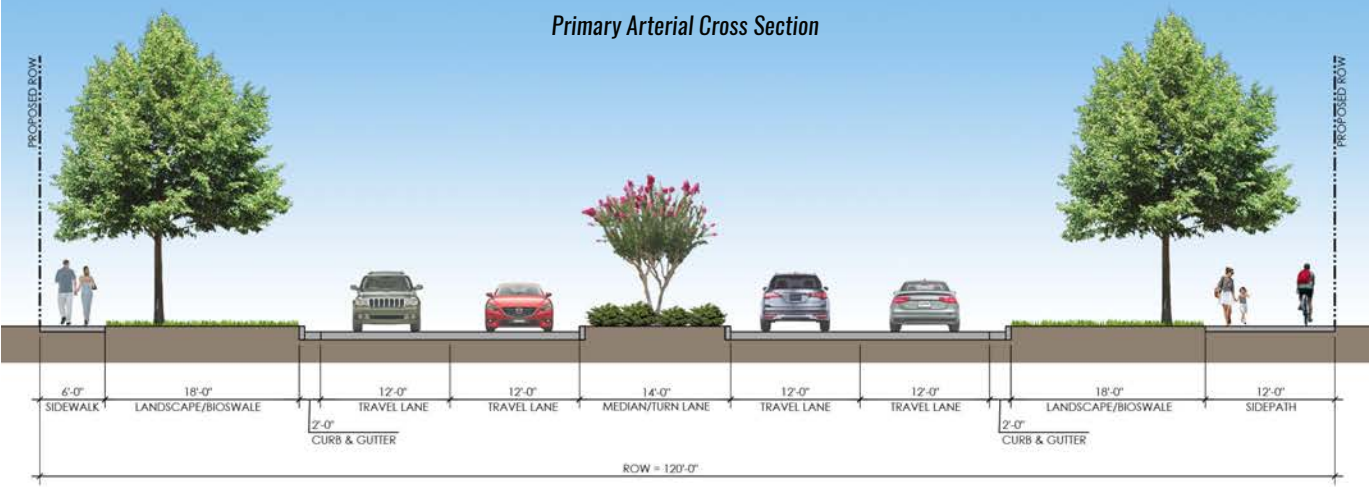 Primary Arterial Cross Section
PROPOSED ROW
PROPOSED ROW
6'-0"
SIDEWALK
18'-0"
LANDSCAPE/BIOSWALE
2'-0"
CURB & GUTTER
12'-0"
TRAVEL LANE
12'-0"
TRAVEL LANE
14'-0"
MEDIAN/TURN LANE
12'-0"
TRAVEL LANE
12'-0"
TRAVEL LANE
2'-0"
CURB & GUTTER
18'-0"
LANDSCAPE/BIOSWALE
12'-0"
SIDEPATH
ROW = 120'-0"